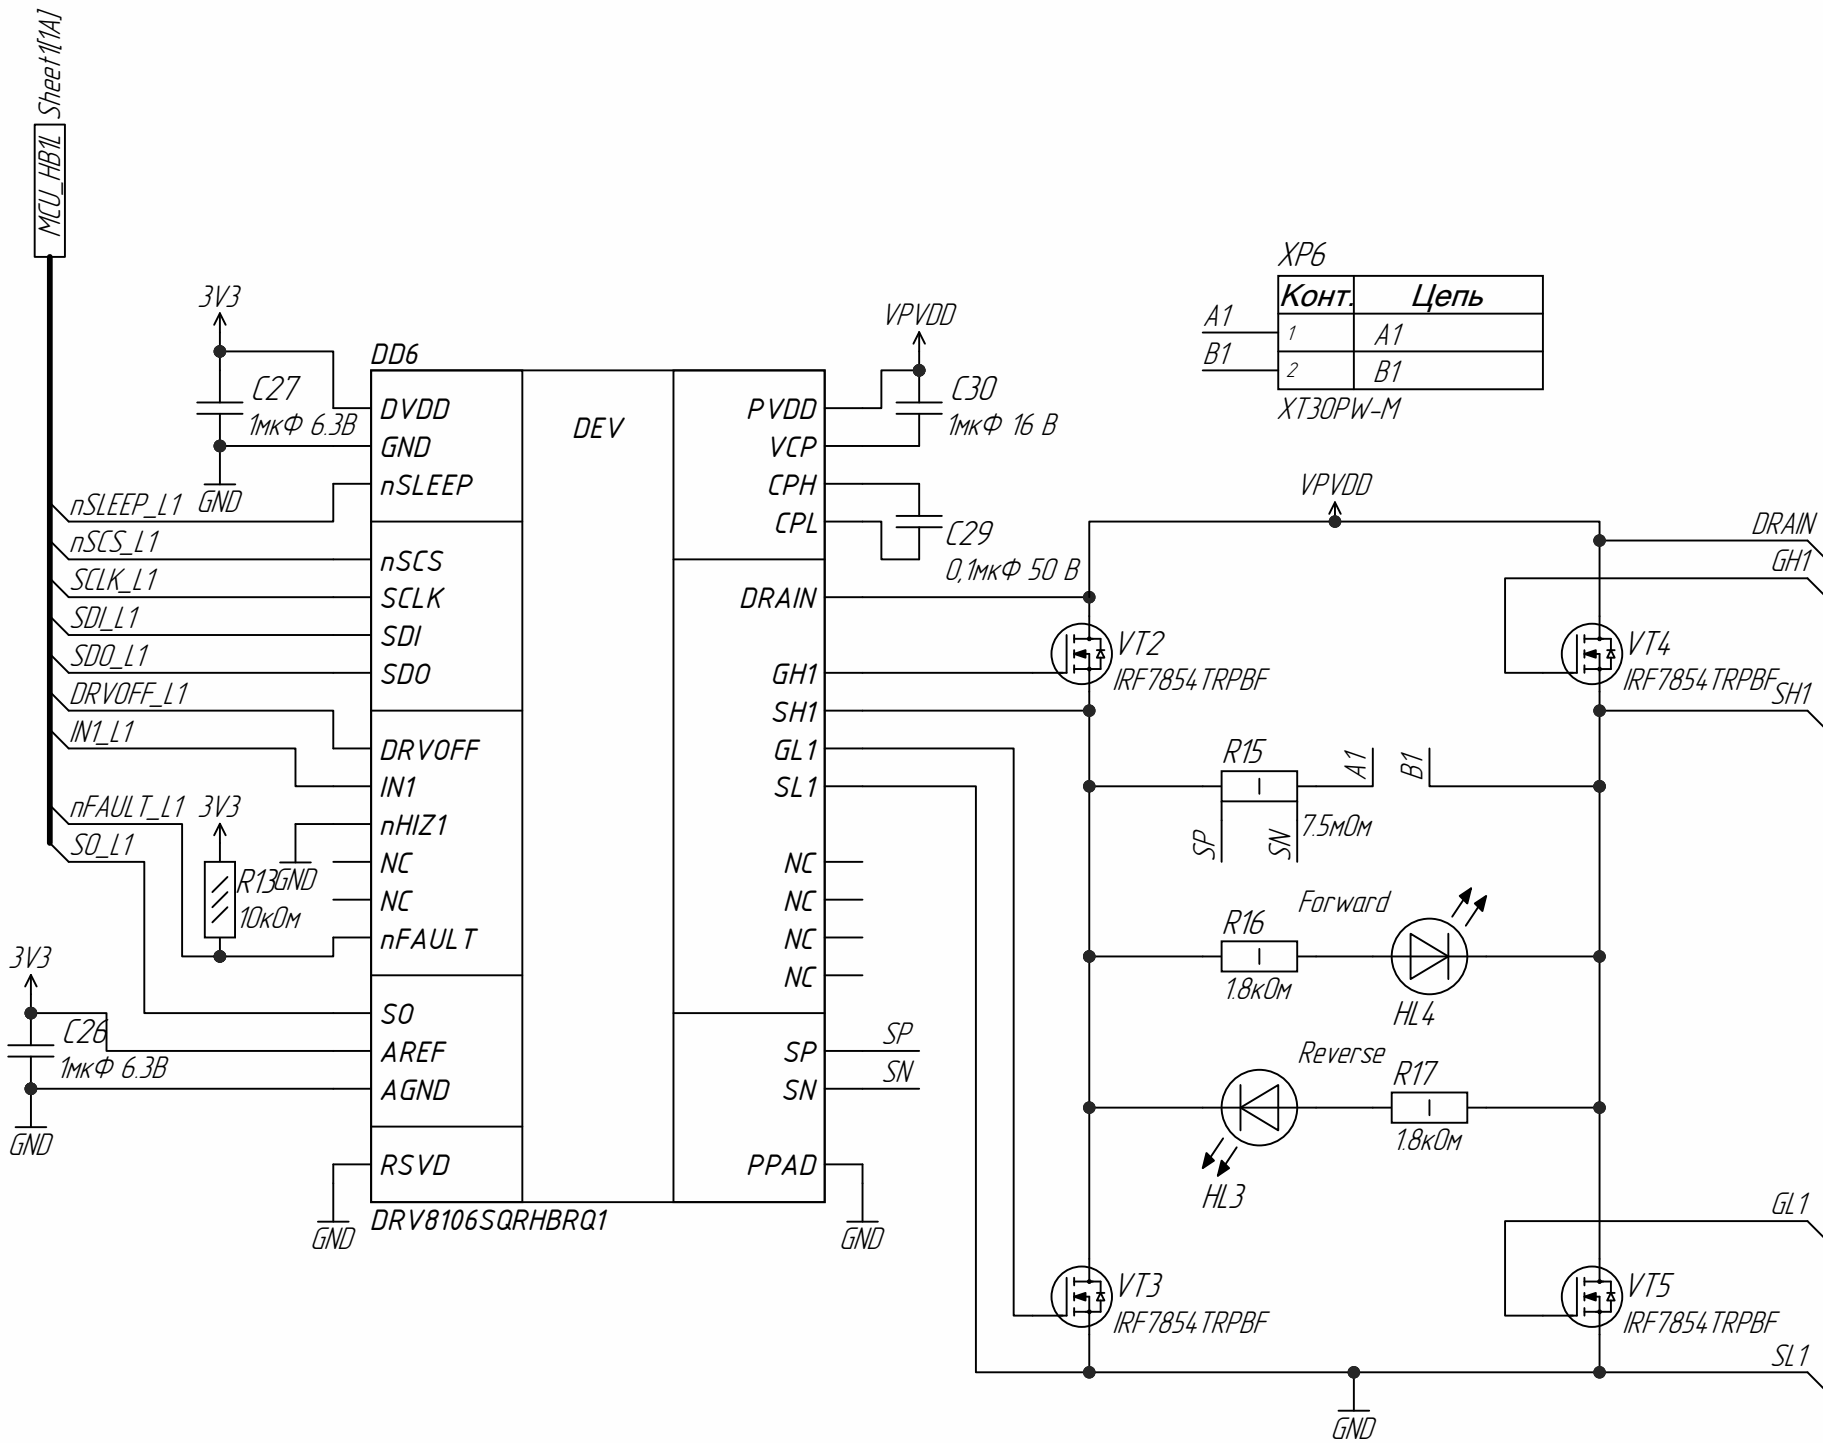 MCU_HB1L Sheet1[1A]
3V3
C27
1мкФ 6.3В
GND
nSLEEP_L1
nSCS_L1
SCLK_L1
SDI_L1
SDO_L1
DRVOFF_L1
IN1_L1
nFAULT_L1
SO_L1
3V3
R13
10кОм
GND
3V3
C26
1мкФ 6.3В
GND
DD6
DEV
DVDD
GND
nSLEEP
nSCS
SCLK
SDI
SDO
DRVOFF
IN1
nHIZ1
NC
NC
nFAULT
SO
AREF
AGND
RSVD
PVDD
VCP
CPH
CPL
DRAIN
GH1
SH1
GL1
SL1
NC
NC
NC
NC
SP
SN
PPAD
DRV8106SQRHBRQ1
GND
GND
VPVDD
C30
1мкФ 16 В
C29
0,1мкФ 50 В
SP
SN
XP6
Конт. Цепь
A1 1 A1
B1 2 B1
XT30PW-M
VPVDD
DRAIN
GH1
VT2
IRF7854TRPBF
VT4
IRF7854TRPBF
SH1
R15
7.5мОм
A1
B1
SP
SN
Forward
R16
1.8кОм
HL4
Reverse
R17
1.8кОм
HL3
GL1
VT3
IRF7854TRPBF
VT5
IRF7854TRPBF
SL1
GND